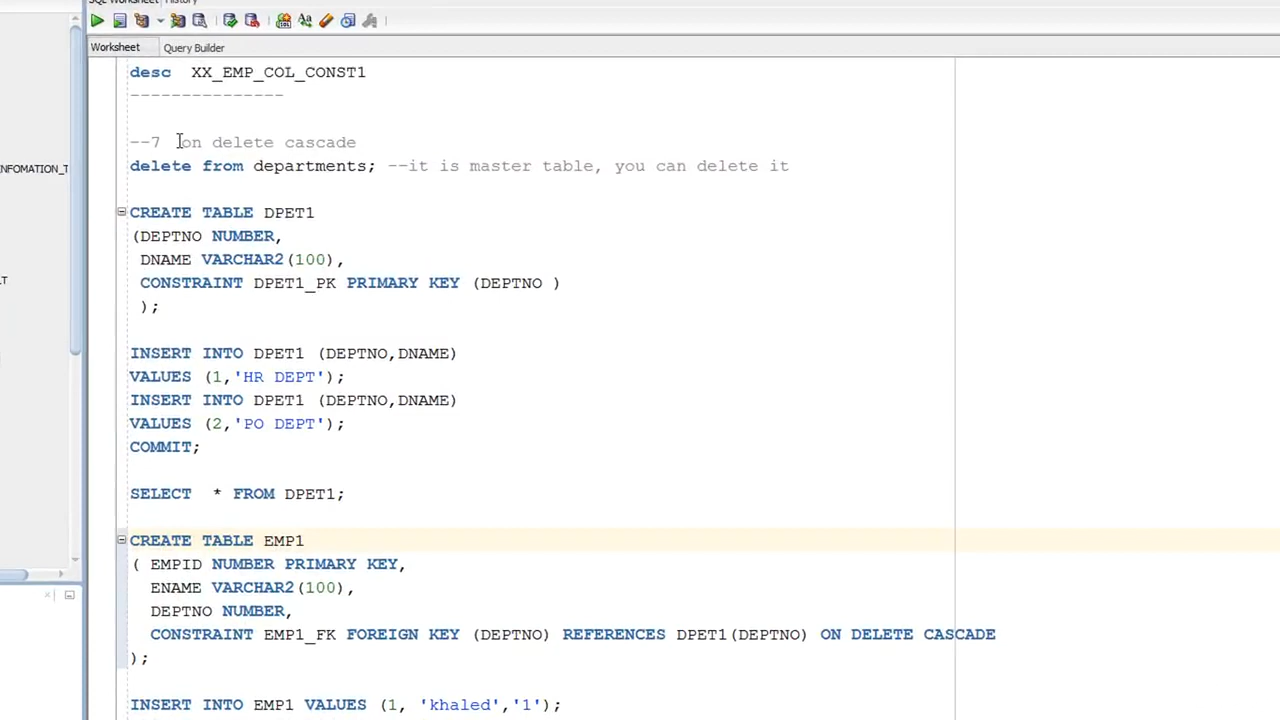 SQL Worksheet History
Worksheet Query Builder
desc XX_EMP_COL_CONST1
---------------
--7 on delete cascade
delete from departments; --it is master table, you can delete it
CREATE TABLE DPET1
(DEPTNO NUMBER,
DNAME VARCHAR2(100),
CONSTRAINT DPET1_PK PRIMARY KEY (DEPTNO )
);
INSERT INTO DPET1 (DEPTNO,DNAME)
VALUES (1,'HR DEPT');
INSERT INTO DPET1 (DEPTNO,DNAME)
VALUES (2,'PO DEPT');
COMMIT;
SELECT * FROM DPET1;
CREATE TABLE EMP1
( EMPID NUMBER PRIMARY KEY,
ENAME VARCHAR2(100),
DEPTNO NUMBER,
CONSTRAINT EMP1_FK FOREIGN KEY (DEPTNO) REFERENCES DPET1(DEPTNO) ON DELETE CASCADE
);
INSERT INTO EMP1 VALUES (1, 'khaled','1');
NFOMATION_T